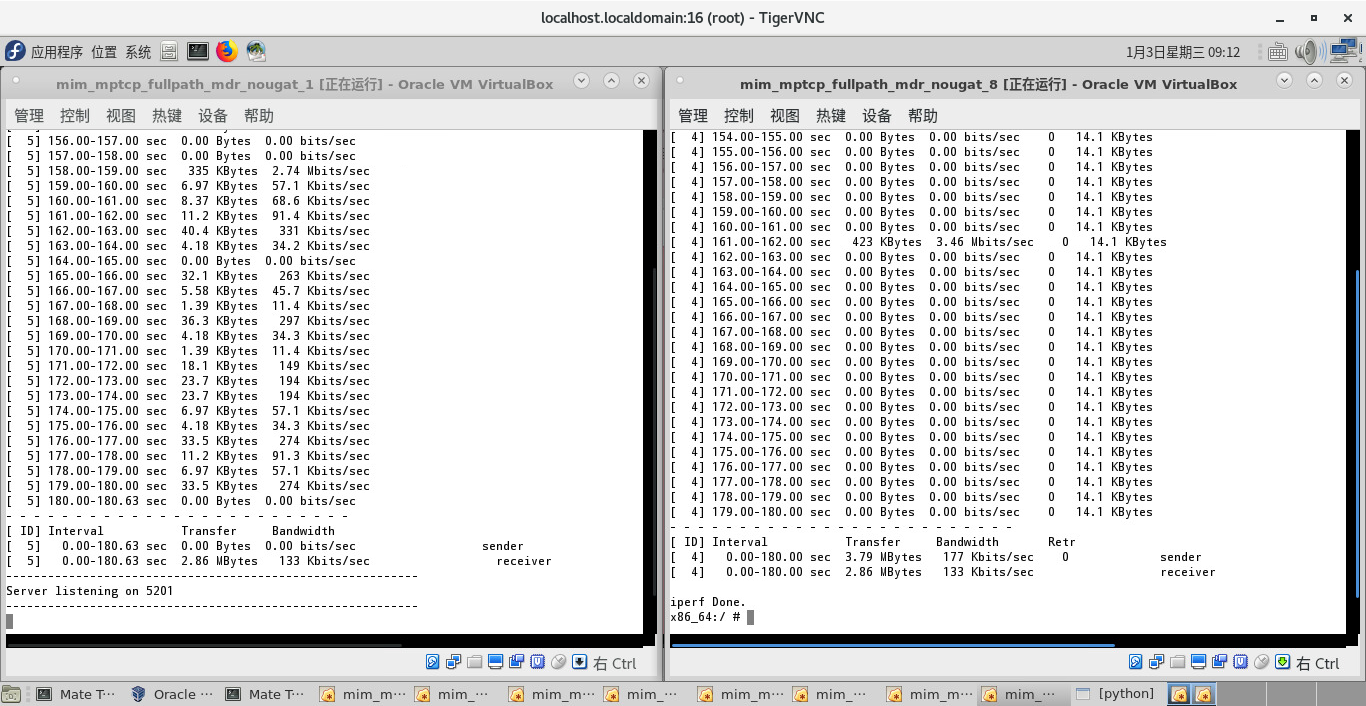 localhost.localdomain:16 (root) - TigerVNC
应用程序 位置 系统 1月3日星期三 09:12
mim_mptcp_fullpath_mdr_nougat_1 [正在运行] - Oracle VM VirtualBox
管理 控制 视图 热键 设备 帮助
[  5] 156.00-157.00 sec  0.00 Bytes  0.00 bits/sec
[  5] 157.00-158.00 sec  0.00 Bytes  0.00 bits/sec
[  5] 158.00-159.00 sec   335 KBytes  2.74 Mbits/sec
[  5] 159.00-160.00 sec  6.97 KBytes  57.1 Kbits/sec
[  5] 160.00-161.00 sec  8.37 KBytes  68.6 Kbits/sec
[  5] 161.00-162.00 sec  11.2 KBytes  91.4 Kbits/sec
[  5] 162.00-163.00 sec  40.4 KBytes   331 Kbits/sec
[  5] 163.00-164.00 sec  4.18 KBytes  34.2 Kbits/sec
[  5] 164.00-165.00 sec  0.00 Bytes  0.00 bits/sec
[  5] 165.00-166.00 sec  32.1 KBytes   263 Kbits/sec
[  5] 166.00-167.00 sec  5.58 KBytes  45.7 Kbits/sec
[  5] 167.00-168.00 sec  1.39 KBytes  11.4 Kbits/sec
[  5] 168.00-169.00 sec  36.3 KBytes   297 Kbits/sec
[  5] 169.00-170.00 sec  4.18 KBytes  34.3 Kbits/sec
[  5] 170.00-171.00 sec  1.39 KBytes  11.4 Kbits/sec
[  5] 171.00-172.00 sec  18.1 KBytes   149 Kbits/sec
[  5] 172.00-173.00 sec  23.7 KBytes   194 Kbits/sec
[  5] 173.00-174.00 sec  23.7 KBytes   194 Kbits/sec
[  5] 174.00-175.00 sec  6.97 KBytes  57.1 Kbits/sec
[  5] 175.00-176.00 sec  4.18 KBytes  34.3 Kbits/sec
[  5] 176.00-177.00 sec  33.5 KBytes   274 Kbits/sec
[  5] 177.00-178.00 sec  11.2 KBytes  91.3 Kbits/sec
[  5] 178.00-179.00 sec  6.97 KBytes  57.1 Kbits/sec
[  5] 179.00-180.00 sec  33.5 KBytes   274 Kbits/sec
[  5] 180.00-180.63 sec  0.00 Bytes  0.00 bits/sec
- - - - - - - - - - - - - - - - - - - - - - - - -
[ ID] Interval           Transfer     Bandwidth
[  5]   0.00-180.63 sec  0.00 Bytes  0.00 bits/sec                  sender
[  5]   0.00-180.63 sec  2.86 MBytes   133 Kbits/sec                  receiver
-----------------------------------------------------------
Server listening on 5201
-----------------------------------------------------------
右 Ctrl
mim_mptcp_fullpath_mdr_nougat_8 [正在运行] - Oracle VM VirtualBox
管理 控制 视图 热键 设备 帮助
[  4] 154.00-155.00 sec  0.00 Bytes  0.00 bits/sec    0   14.1 KBytes
[  4] 155.00-156.00 sec  0.00 Bytes  0.00 bits/sec    0   14.1 KBytes
[  4] 156.00-157.00 sec  0.00 Bytes  0.00 bits/sec    0   14.1 KBytes
[  4] 157.00-158.00 sec  0.00 Bytes  0.00 bits/sec    0   14.1 KBytes
[  4] 158.00-159.00 sec  0.00 Bytes  0.00 bits/sec    0   14.1 KBytes
[  4] 159.00-160.00 sec  0.00 Bytes  0.00 bits/sec    0   14.1 KBytes
[  4] 160.00-161.00 sec  0.00 Bytes  0.00 bits/sec    0   14.1 KBytes
[  4] 161.00-162.00 sec   423 KBytes  3.46 Mbits/sec    0   14.1 KBytes
[  4] 162.00-163.00 sec  0.00 Bytes  0.00 bits/sec    0   14.1 KBytes
[  4] 163.00-164.00 sec  0.00 Bytes  0.00 bits/sec    0   14.1 KBytes
[  4] 164.00-165.00 sec  0.00 Bytes  0.00 bits/sec    0   14.1 KBytes
[  4] 165.00-166.00 sec  0.00 Bytes  0.00 bits/sec    0   14.1 KBytes
[  4] 166.00-167.00 sec  0.00 Bytes  0.00 bits/sec    0   14.1 KBytes
[  4] 167.00-168.00 sec  0.00 Bytes  0.00 bits/sec    0   14.1 KBytes
[  4] 168.00-169.00 sec  0.00 Bytes  0.00 bits/sec    0   14.1 KBytes
[  4] 169.00-170.00 sec  0.00 Bytes  0.00 bits/sec    0   14.1 KBytes
[  4] 170.00-171.00 sec  0.00 Bytes  0.00 bits/sec    0   14.1 KBytes
[  4] 171.00-172.00 sec  0.00 Bytes  0.00 bits/sec    0   14.1 KBytes
[  4] 172.00-173.00 sec  0.00 Bytes  0.00 bits/sec    0   14.1 KBytes
[  4] 173.00-174.00 sec  0.00 Bytes  0.00 bits/sec    0   14.1 KBytes
[  4] 174.00-175.00 sec  0.00 Bytes  0.00 bits/sec    0   14.1 KBytes
[  4] 175.00-176.00 sec  0.00 Bytes  0.00 bits/sec    0   14.1 KBytes
[  4] 176.00-177.00 sec  0.00 Bytes  0.00 bits/sec    0   14.1 KBytes
[  4] 177.00-178.00 sec  0.00 Bytes  0.00 bits/sec    0   14.1 KBytes
[  4] 178.00-179.00 sec  0.00 Bytes  0.00 bits/sec    0   14.1 KBytes
[  4] 179.00-180.00 sec  0.00 Bytes  0.00 bits/sec    0   14.1 KBytes
- - - - - - - - - - - - - - - - - - - - - - - - -
[ ID] Interval           Transfer     Bandwidth       Retr
[  4]   0.00-180.00 sec  3.79 MBytes   177 Kbits/sec    0             sender
[  4]   0.00-180.00 sec  2.86 MBytes   133 Kbits/sec                  receiver
iperf Done.
x86_64:/ #
右 Ctrl
Mate T⋯ Oracle ⋯ Mate T⋯ mim_m⋯ mim_⋯ mim_m⋯ mim_⋯ mim_m⋯ mim_⋯ mim_m⋯ mim_⋯ [python]